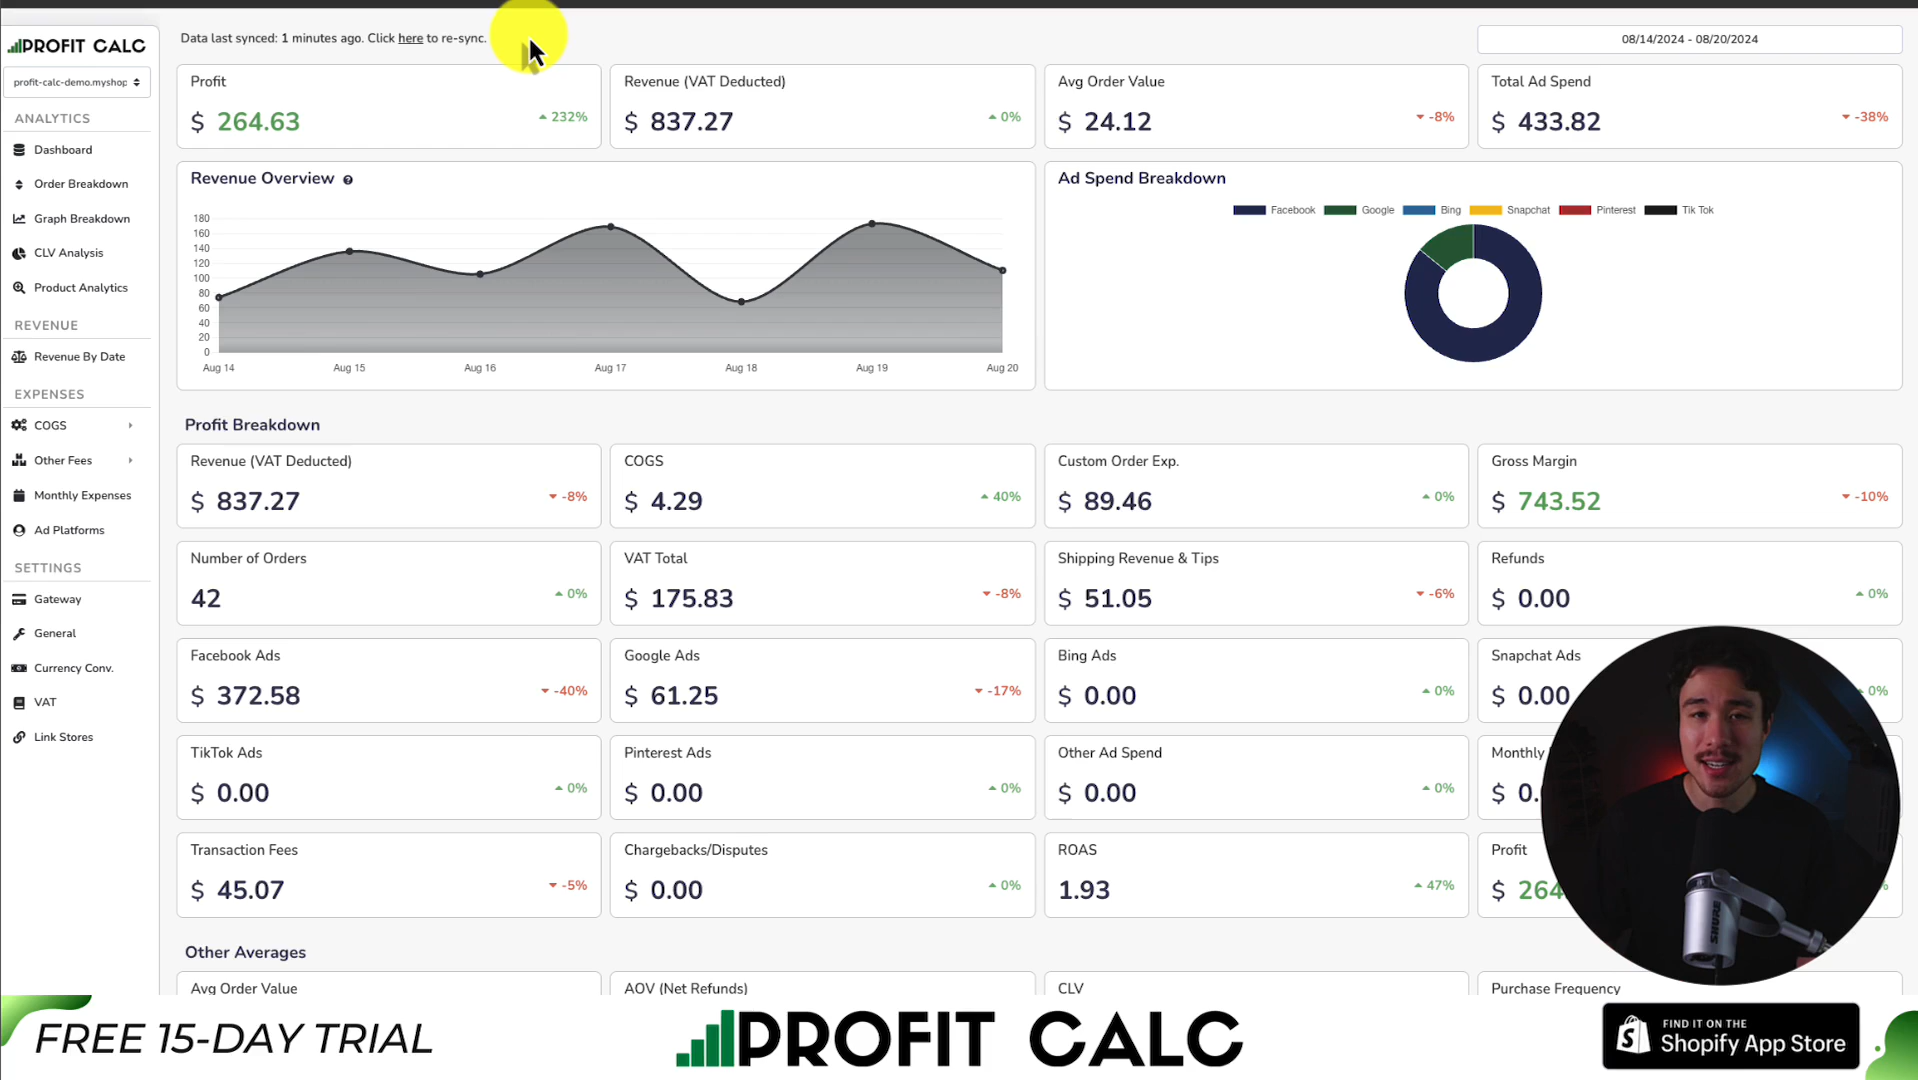 PROFIT CALC
profit-calc-demo.myshop
ANALYTICS
Dashboard
Order Breakdown
Graph Breakdown
CLV Analysis
Product Analytics
REVENUE
Revenue By Date
EXPENSES
COGS
Other Fees
Monthly Expenses
Ad Platforms
SETTINGS
Gateway
General
Currency Conv.
VAT
Link Stores
Data last synced: 1 minutes ago. Click here to re-sync.
08/14/2024 - 08/20/2024
Profit
$ 264.63 232%
Revenue (VAT Deducted)
$ 837.27 0%
Avg Order Value
$ 24.12 -8%
Total Ad Spend
$ 433.82 -38%
Revenue Overview
180
160
140
120
100
80
60
40
20
0
Aug 14 Aug 15 Aug 16 Aug 17 Aug 18 Aug 19 Aug 20
Ad Spend Breakdown
Facebook Google Bing Snapchat Pinterest Tik Tok
Profit Breakdown
Revenue (VAT Deducted)
$ 837.27 -8%
COGS
$ 4.29 40%
Custom Order Exp.
$ 89.46 0%
Gross Margin
$ 743.52 -10%
Number of Orders
42 0%
VAT Total
$ 175.83 -8%
Shipping Revenue & Tips
$ 51.05 -6%
Refunds
$ 0.00 0%
Facebook Ads
$ 372.58 -40%
Google Ads
$ 61.25 -17%
Bing Ads
$ 0.00 0%
Snapchat Ads
$ 0.00 0%
TikTok Ads
$ 0.00 0%
Pinterest Ads
$ 0.00 0%
Other Ad Spend
$ 0.00 0%
Monthly
$ 0.
Transaction Fees
$ 45.07 -5%
Chargebacks/Disputes
$ 0.00 0%
ROAS
1.93 47%
Profit
$ 264
Other Averages
Avg Order Value
AOV (Net Refunds)
CLV
Purchase Frequency
SHURE
FREE 15-DAY TRIAL
PROFIT CALC
FIND IT ON THE
Shopify App Store